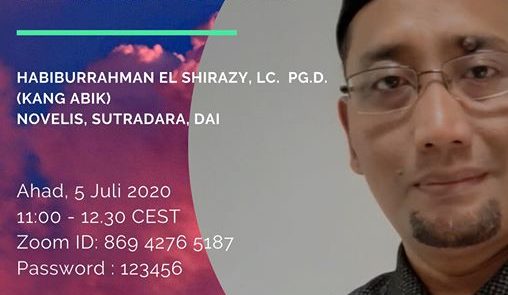 HABIBURRAHMAN EL SHIRAZY, LC. PG.D.
(KANG ABIK)
NOVELIS, SUTRADARA, DAI
Ahad, 5 Juli 2020
11:00 - 12.30 CEST
Zoom ID: 869 4276 5187
Password : 123456